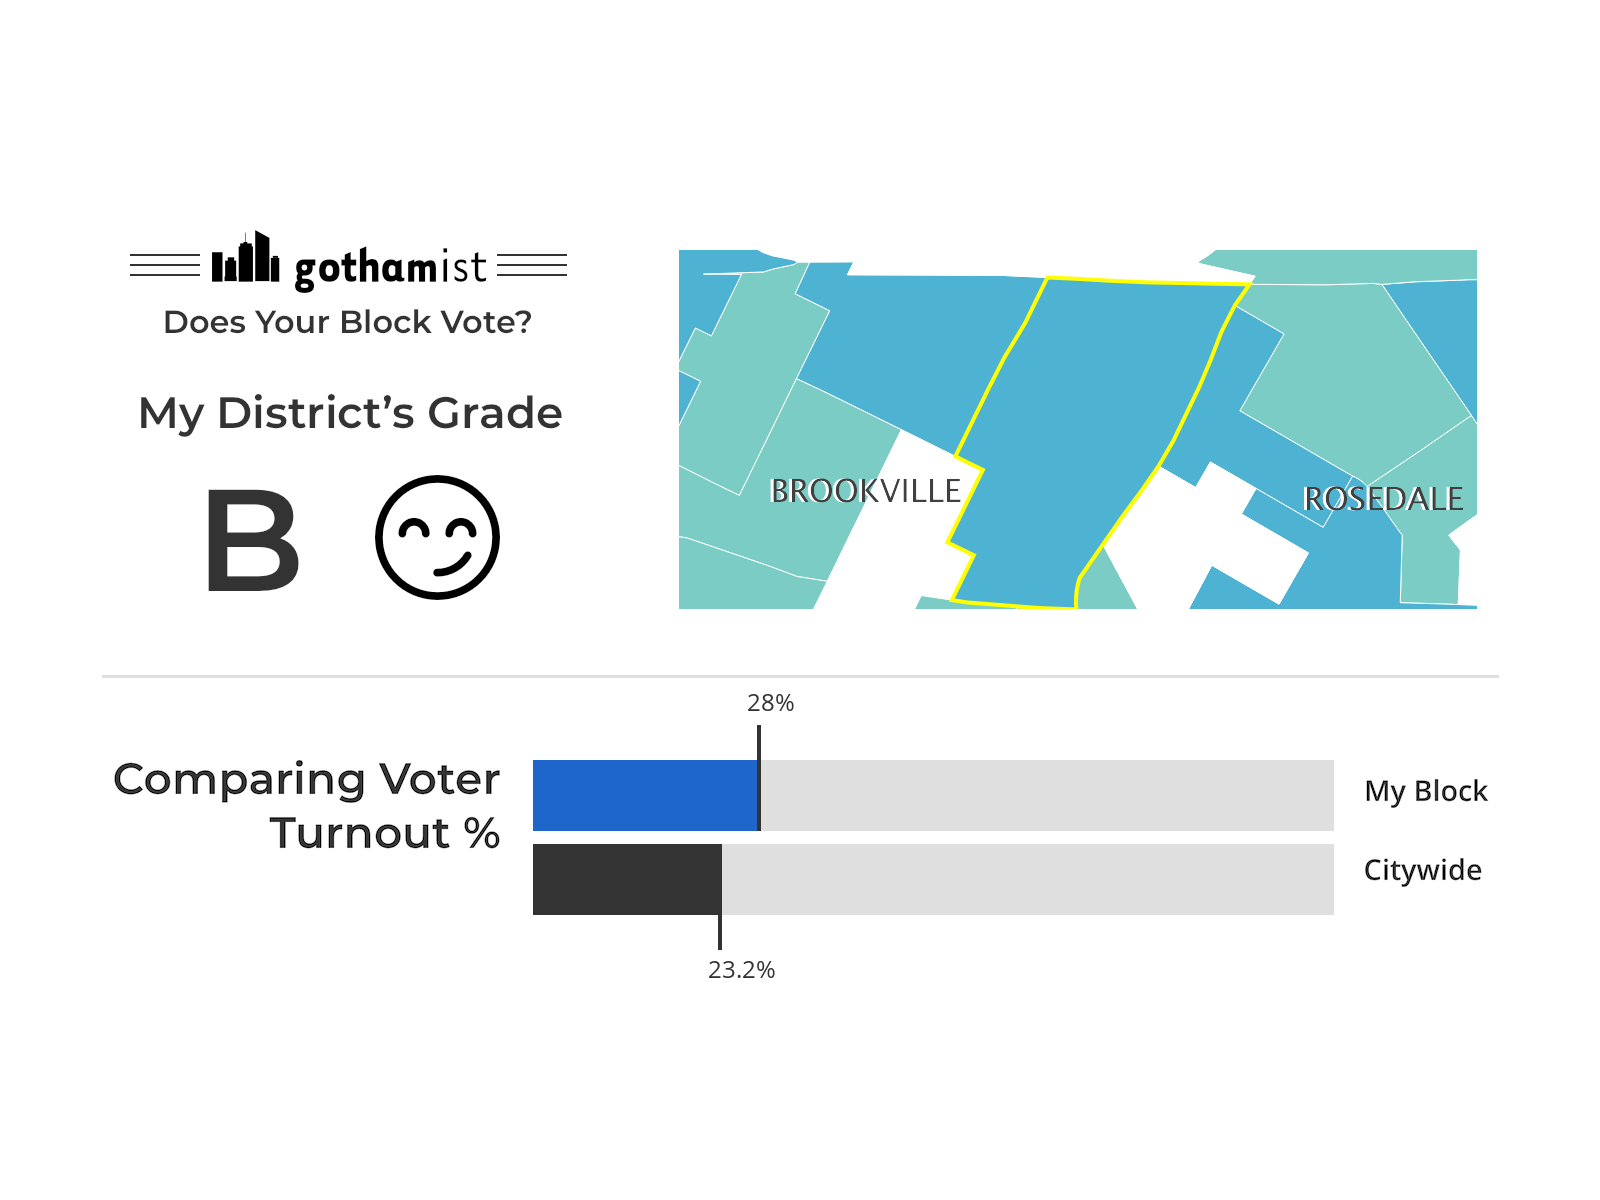 gothamist
Does Your Block Vote?
My District’s Grade
B
BROOKVILLE
ROSEDALE
28%
Comparing Voter
Turnout %
My Block
Citywide
23.2%